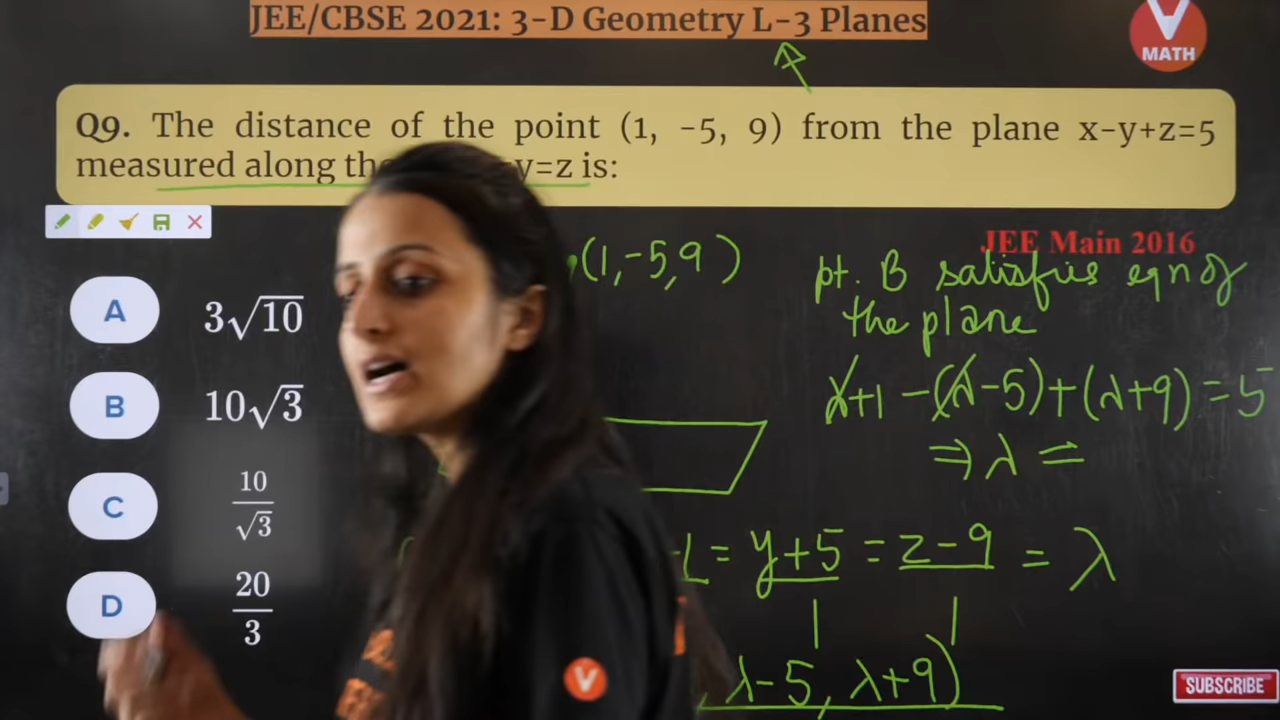 JEE/CBSE 2021: 3-D Geometry L-3 Planes
V
MATH
Q9. The distance of the point (1, -5, 9) from the plane x-y+z=5
measured along the y=z is:
JEE Main 2016
(1,-5,9)
pt. B satisfies eqn of
the plane
A 3√10
λ+1 -(λ-5)+(λ+9)=5
B 10√3
⇒ λ =
C 10/√3
= y+5 = z-9 = λ
1 1
D 20/3
λ-5, λ+9)
V
SUBSCRIBE